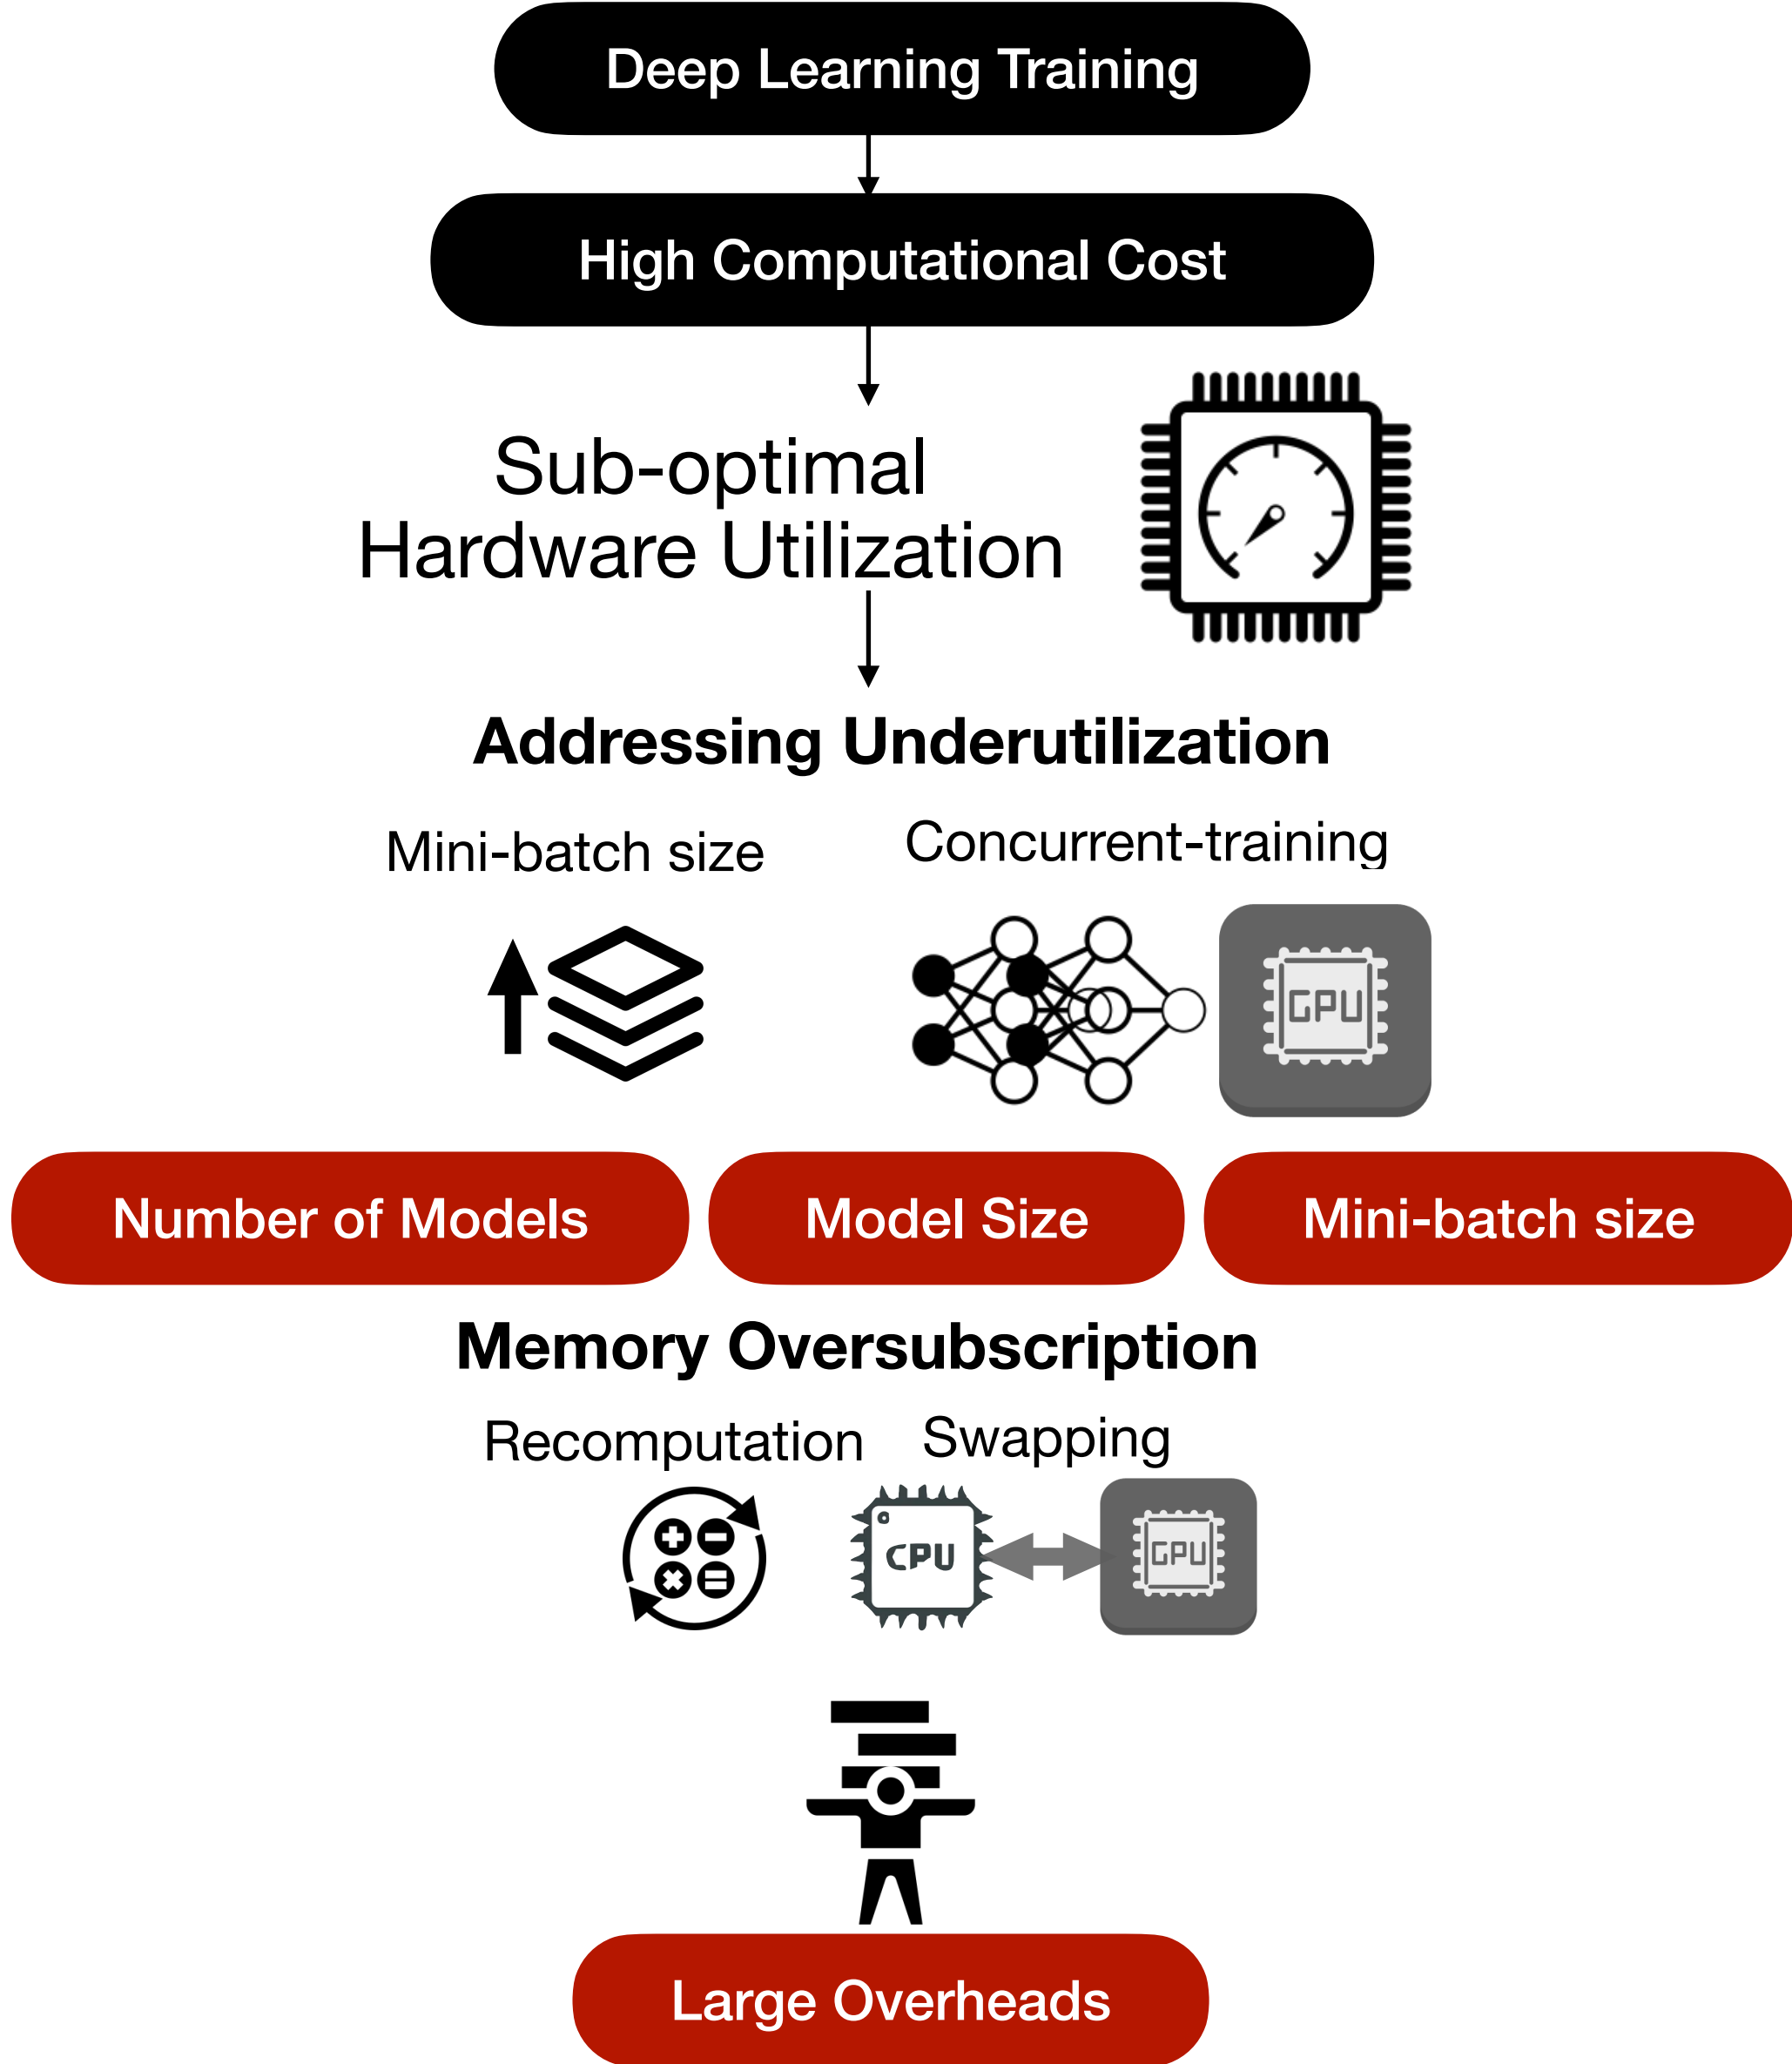 Deep Learning Training
High Computational Cost
Sub-optimal
Hardware Utilization
Addressing Underutilization
Mini-batch size
Concurrent-training
GPU
Number of Models
Model Size
Mini-batch size
Memory Oversubscription
Recomputation
Swapping
CPU
GPU
Large Overheads